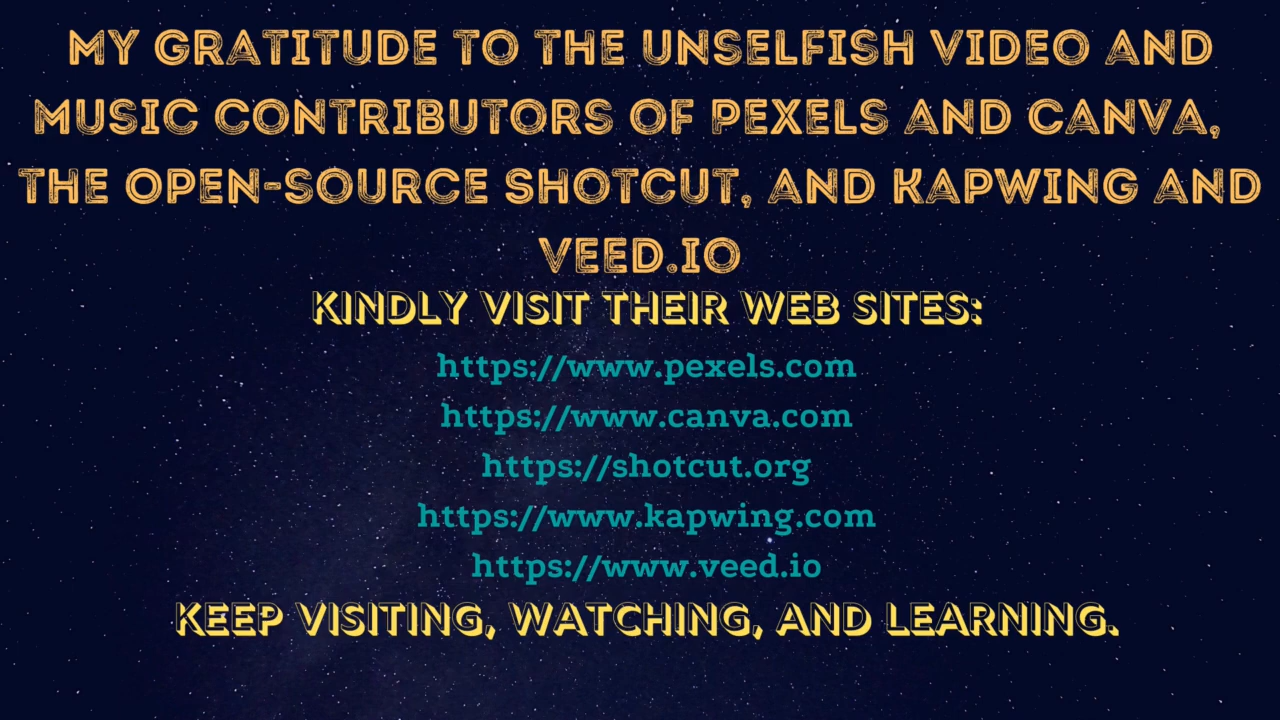 MY GRATITUDE TO THE UNSELFISH VIDEO AND
MUSIC CONTRIBUTORS OF PEXELS AND CANVA,
THE OPEN-SOURCE SHOTCUT, AND KAPWING AND
VEED.IO
KINDLY VISIT THEIR WEB SITES:
https://www.pexels.com
https://www.canva.com
https://shotcut.org
https://www.kapwing.com
https://www.veed.io
KEEP VISITING, WATCHING, AND LEARNING.